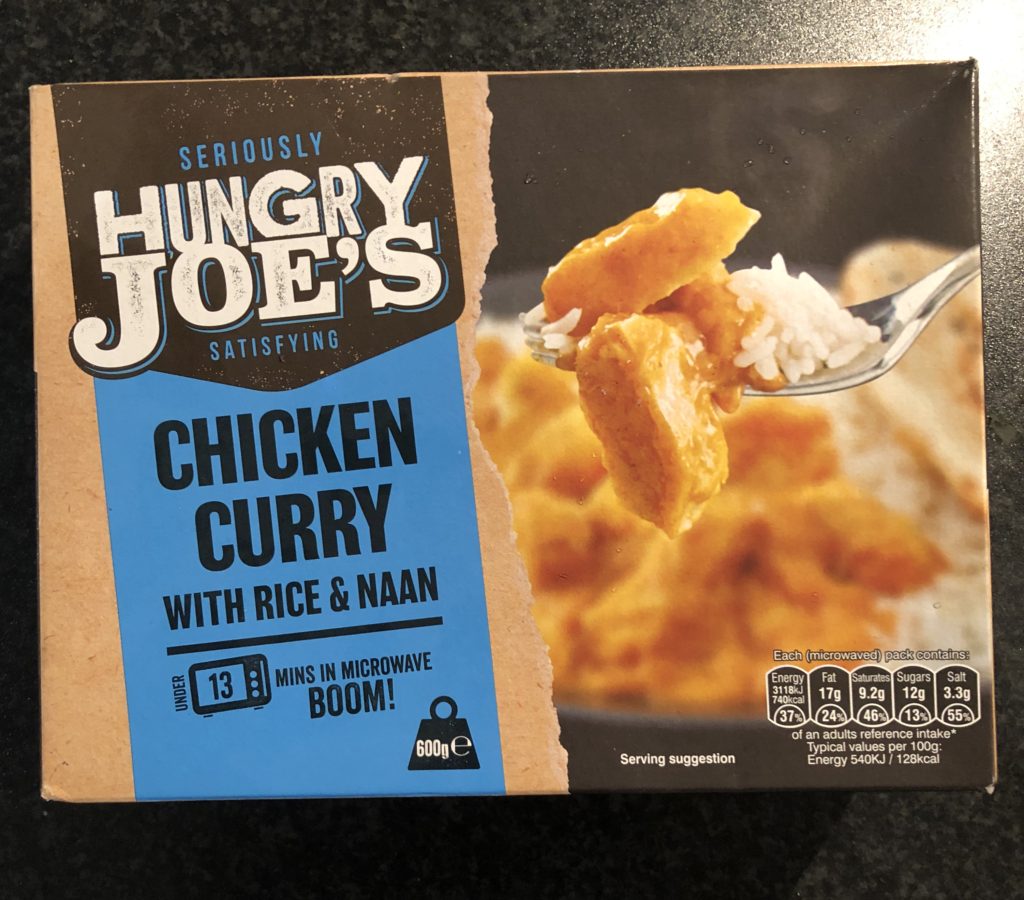 SERIOUSLY
HUNGRY
JOE'S
SATISFYING
CHICKEN
CURRY
WITH RICE & NAAN
UNDER
13
MINS IN MICROWAVE
BOOM!
600g e
Each (microwaved) pack contains:
Energy Fat Saturates Sugars Salt
3118kJ
740kcal 17g 9.2g 12g 3.3g
37% 24% 46% 13% 55%
of an adults reference intake*
Typical values per 100g:
Energy 540KJ / 128kcal
Serving suggestion